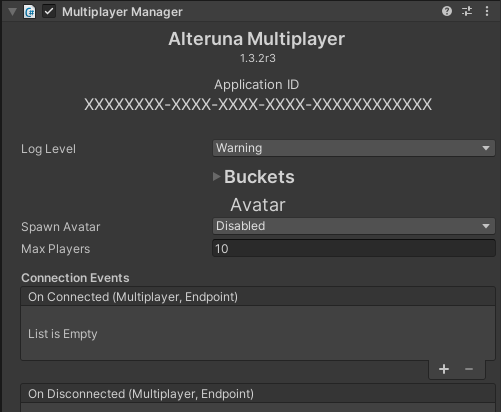 Multiplayer Manager
Alteruna Multiplayer
1.3.2r3
Application ID
XXXXXXXX-XXXX-XXXX-XXXX-XXXXXXXXXXXX
Log Level Warning
Buckets
Avatar
Spawn Avatar Disabled
Max Players 10
Connection Events
On Connected (Multiplayer, Endpoint)
List is Empty
+ −
On Disconnected (Multiplayer, Endpoint)